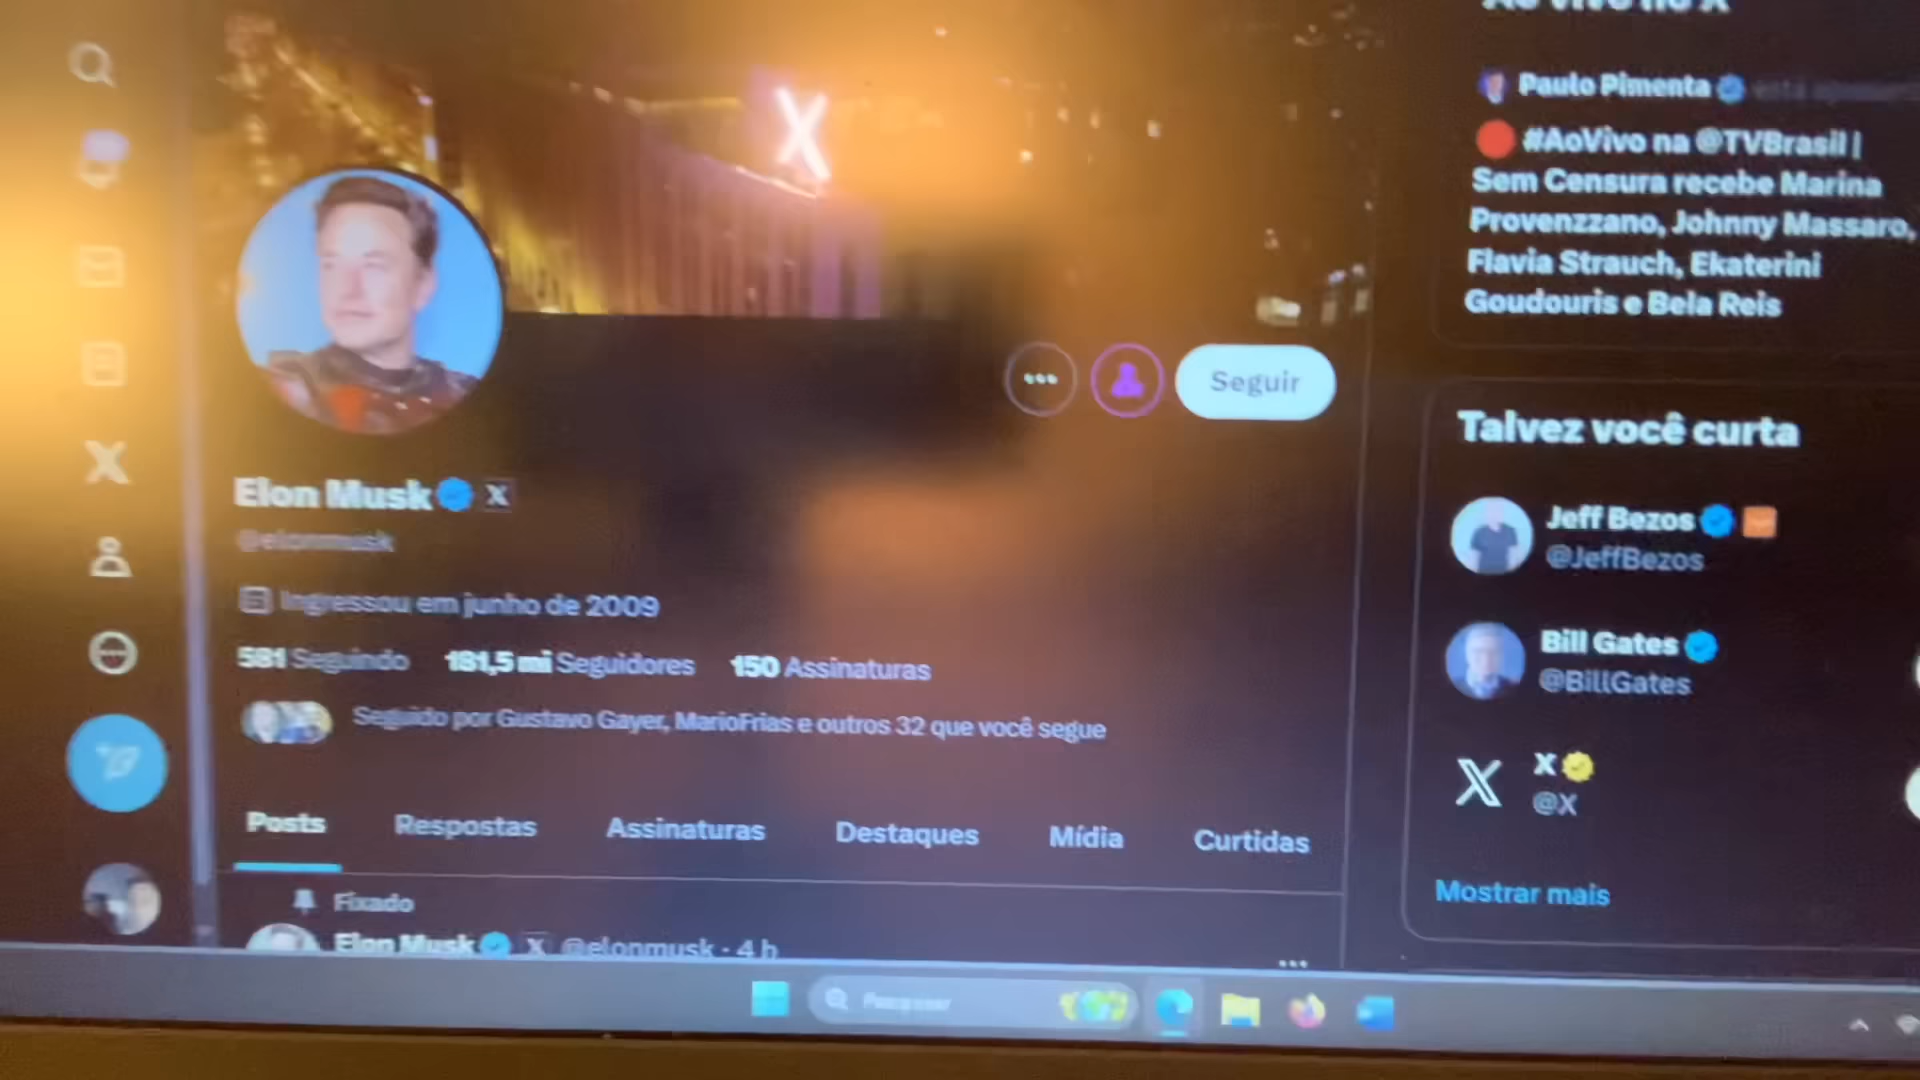 X
Elon Musk X
@elonmusk
Ingressou em junho de 2009
581 Seguindo 181,5 mi Seguidores 150 Assinaturas
Seguido por Gustavo Gayer, MarioFrias e outros 32 que você segue
Seguir
Posts Respostas Assinaturas Destaques Mídia Curtidas
Fixado
Elon Musk X @elonmusk · 4 h
Ao vivo no X
Paulo Pimenta
#AoVivo na @TVBrasil |
Sem Censura recebe Marina
Provenzzano, Johnny Massaro,
Flavia Strauch, Ekaterini
Goudouris e Bela Reis
Talvez você curta
Jeff Bezos
@JeffBezos
Bill Gates
@BillGates
X
@X
Mostrar mais
Pesquisar